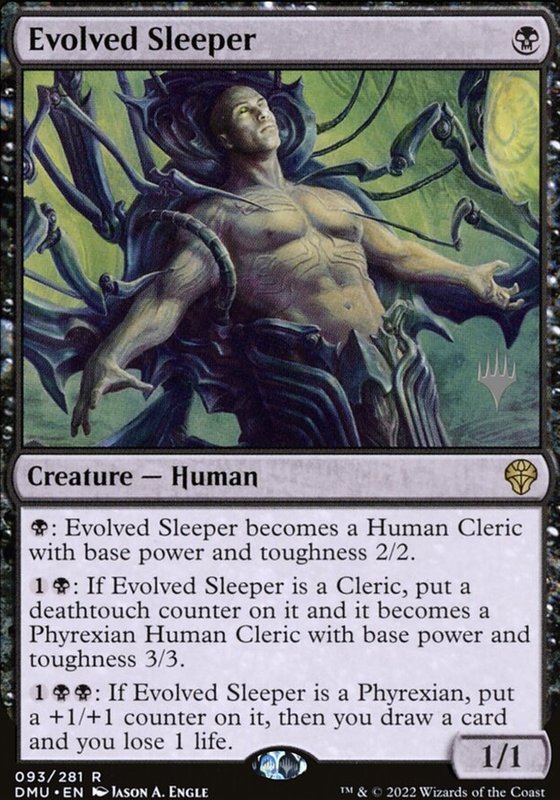 Evolved Sleeper
Creature — Human
: Evolved Sleeper becomes a Human Cleric
with base power and toughness 2/2.
1 : If Evolved Sleeper is a Cleric, put a
deathtouch counter on it and it becomes a
Phyrexian Human Cleric with base power and
toughness 3/3.
1 : If Evolved Sleeper is a Phyrexian, put
a +1/+1 counter on it, then you draw a card
and you lose 1 life.
1/1
093/281 R
DMU • EN Jason A. Engle
™ & © 2022 Wizards of the Coast